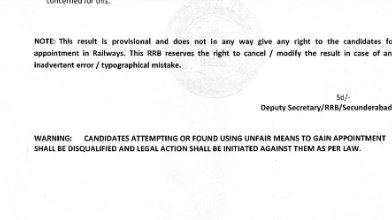 concerned for this.
NOTE: This result is provisional and does not in any way give any right to the candidates fo
appointment in Railways. This RRB reserves the right to cancel / modify the result in case of an
inadvertent error / typographical mistake.
Sd/-
Deputy Secretary/RRB/Secunderabad
WARNING: CANDIDATES ATTEMPTING OR FOUND USING UNFAIR MEANS TO GAIN APPOINTMENT
SHALL BE DISQUALIFIED AND LEGAL ACTION SHALL BE INITIATED AGAINST THEM AS PER LAW.